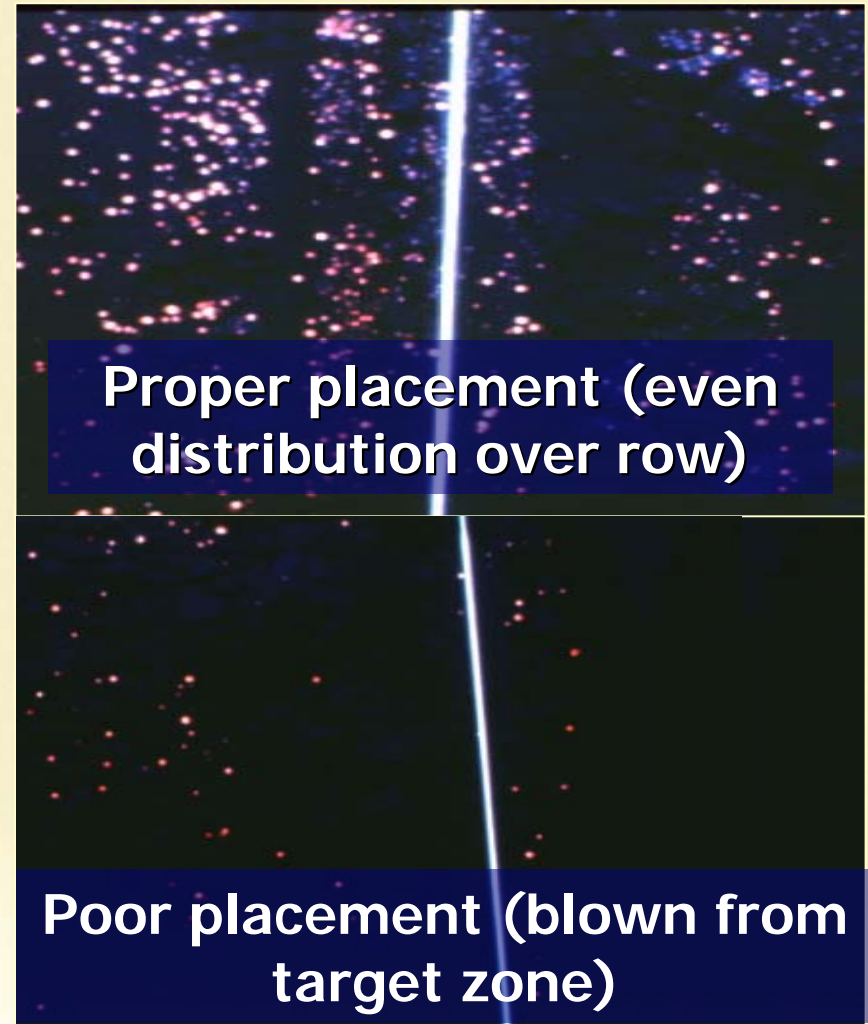 Proper placement (even
distribution over row)
Poor placement (blown from
target zone)